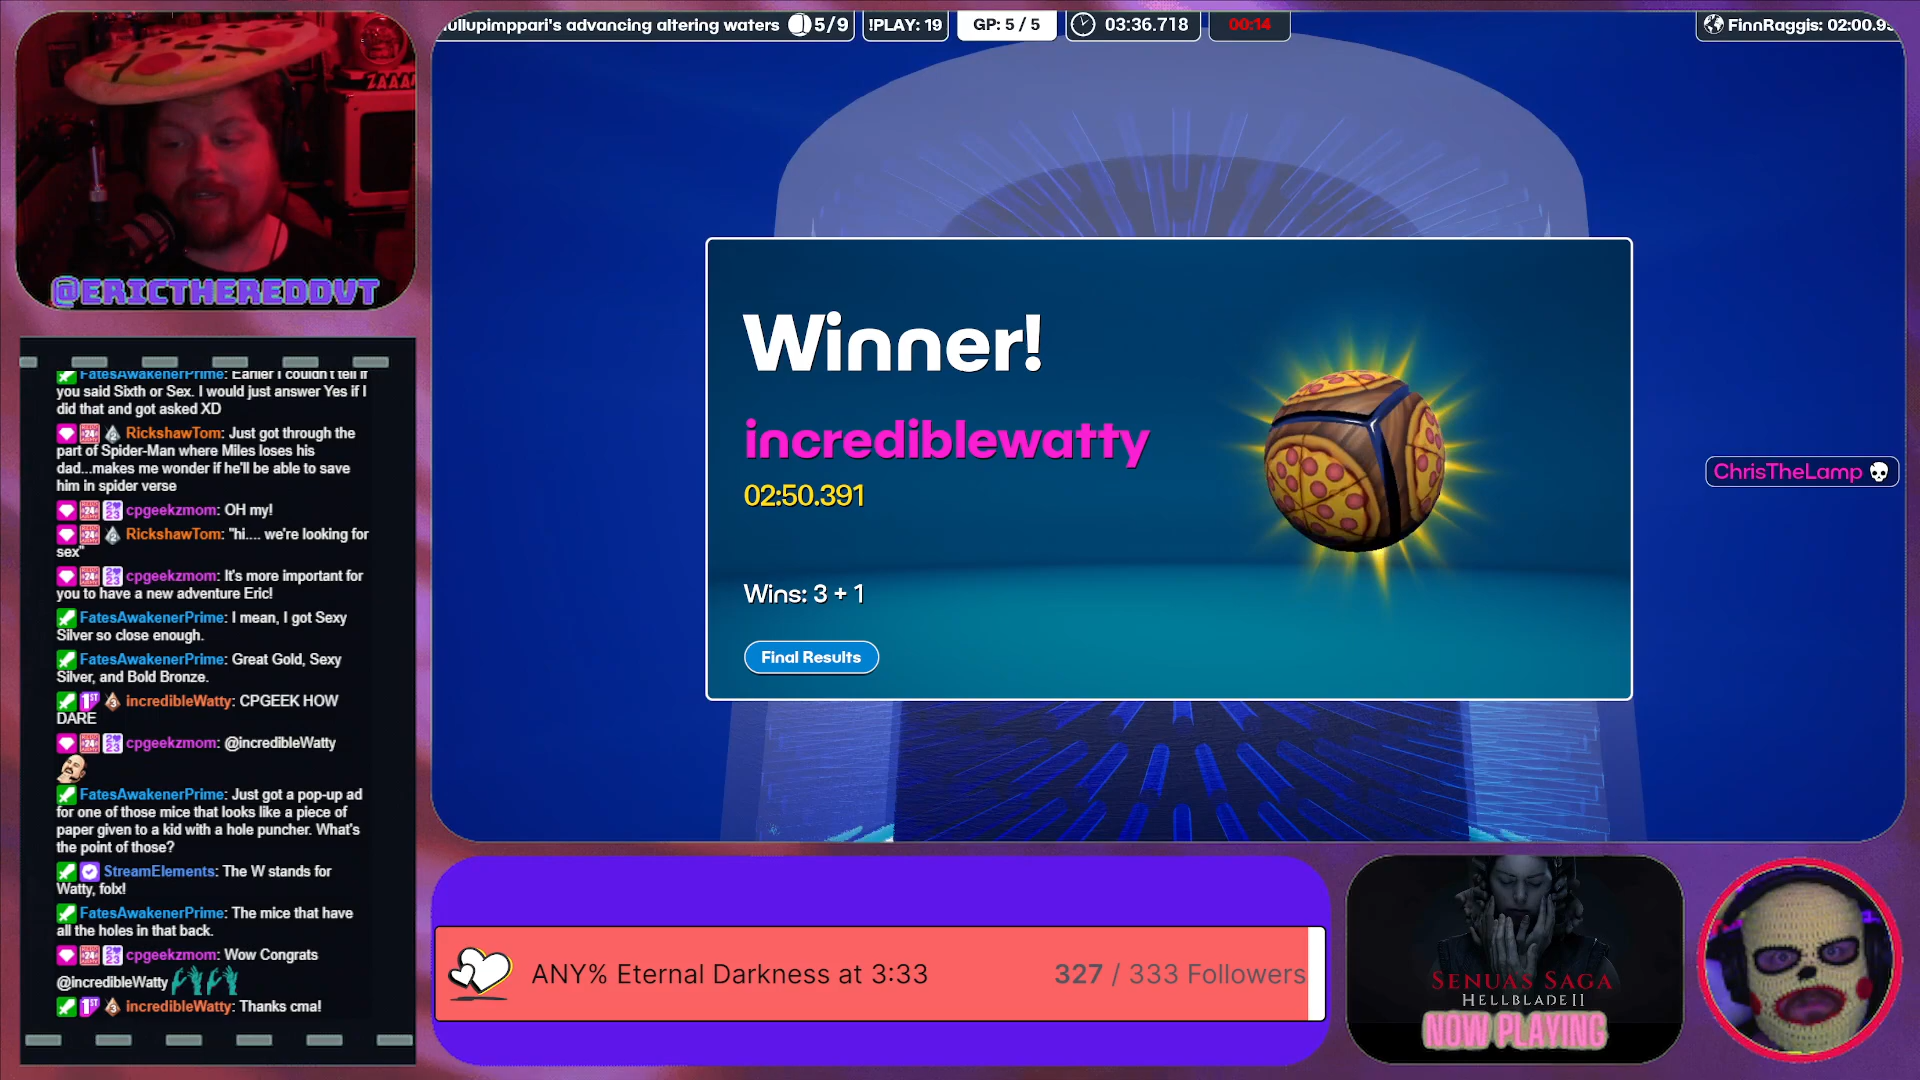 ullupimppari's advancing altering waters 5/9
!PLAY: 19
GP: 5 / 5
03:36.718
00:14
FinnRaggis: 02:00.9
ZAAA
@ERICTHEREDDVT
FatesAwakenerPrime: Earlier I couldn't tell if
you said Sixth or Sex. I would just answer Yes if I
did that and got asked XD
RickshawTom: Just got through the
part of Spider-Man where Miles loses his
dad...makes me wonder if he'll be able to save
him in spider verse
cpgeekzmom: OH my!
RickshawTom: "hi.... we're looking for
sex"
cpgeekzmom: It's more important for
you to have a new adventure Eric!
FatesAwakenerPrime: I mean, I got Sexy
Silver so close enough.
FatesAwakenerPrime: Great Gold, Sexy
Silver, and Bold Bronze.
incredibleWatty: CPGEEK HOW
DARE
cpgeekzmom: @incredibleWatty
FatesAwakenerPrime: Just got a pop-up ad
for one of those mice that looks like a piece of
paper given to a kid with a hole puncher. What's
the point of those?
StreamElements: The W stands for
Watty, folx!
FatesAwakenerPrime: The mice that have
all the holes in that back.
cpgeekzmom: Wow Congrats
@incredibleWatty
incredibleWatty: Thanks cma!
Winner!
incrediblewatty
02:50.391
Wins: 3 + 1
Final Results
ChrisTheLamp
ANY% Eternal Darkness at 3:33
327 / 333 Followers
SENUAS SAGA
HELLBLADE II
NOW PLAYING